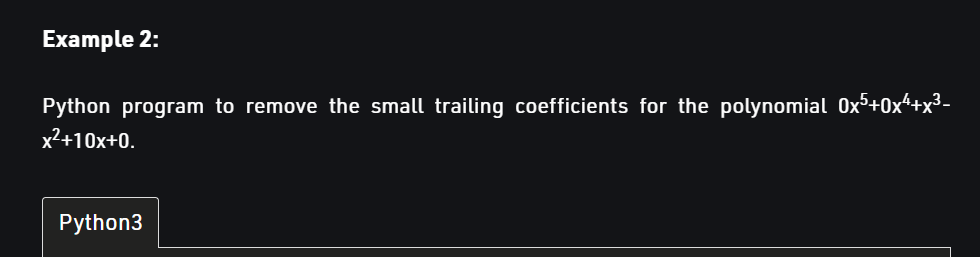 Example 2:
Python program to remove the small trailing coefficients for the polynomial 0x⁵+0x⁴+x³-
x²+10x+0.
Python3